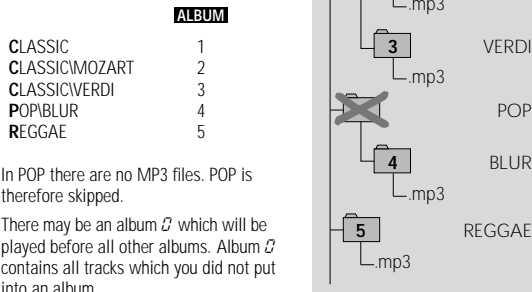 ALBUM
CLASSIC 1
CLASSIC\MOZART 2
CLASSIC\VERDI 3
POP\BLUR 4
REGGAE 5
In POP there are no MP3 files. POP is
therefore skipped.
There may be an album 0 which will be
played before all other albums. Album 0
contains all tracks which you did not put
into an album.
.mp3
3 VERDI
.mp3
POP
4 BLUR
.mp3
5 REGGAE
.mp3